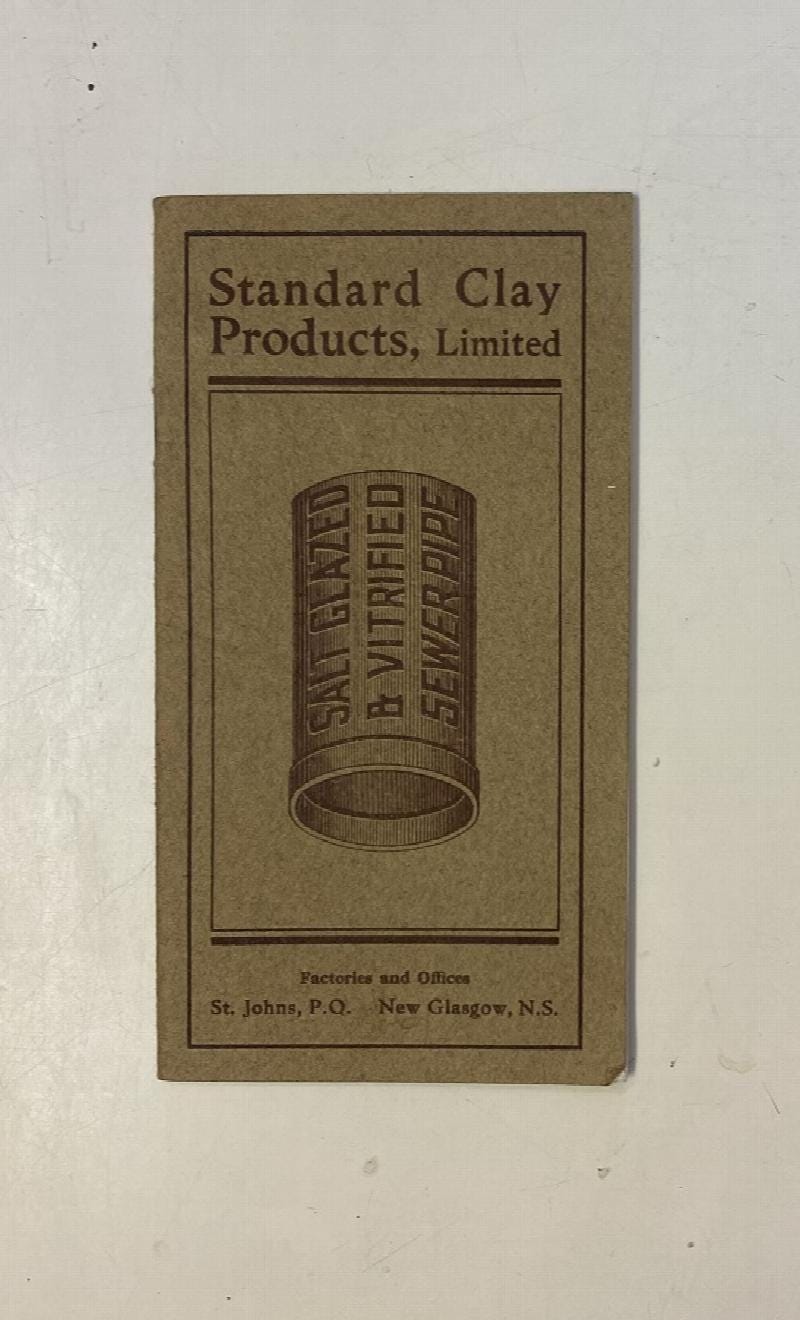 Standard Clay
Products, Limited
SALT GLAZED
& VITRIFIED
SEWER PIPE
Factories and Offices
St. Johns, P.Q. New Glasgow, N.S.